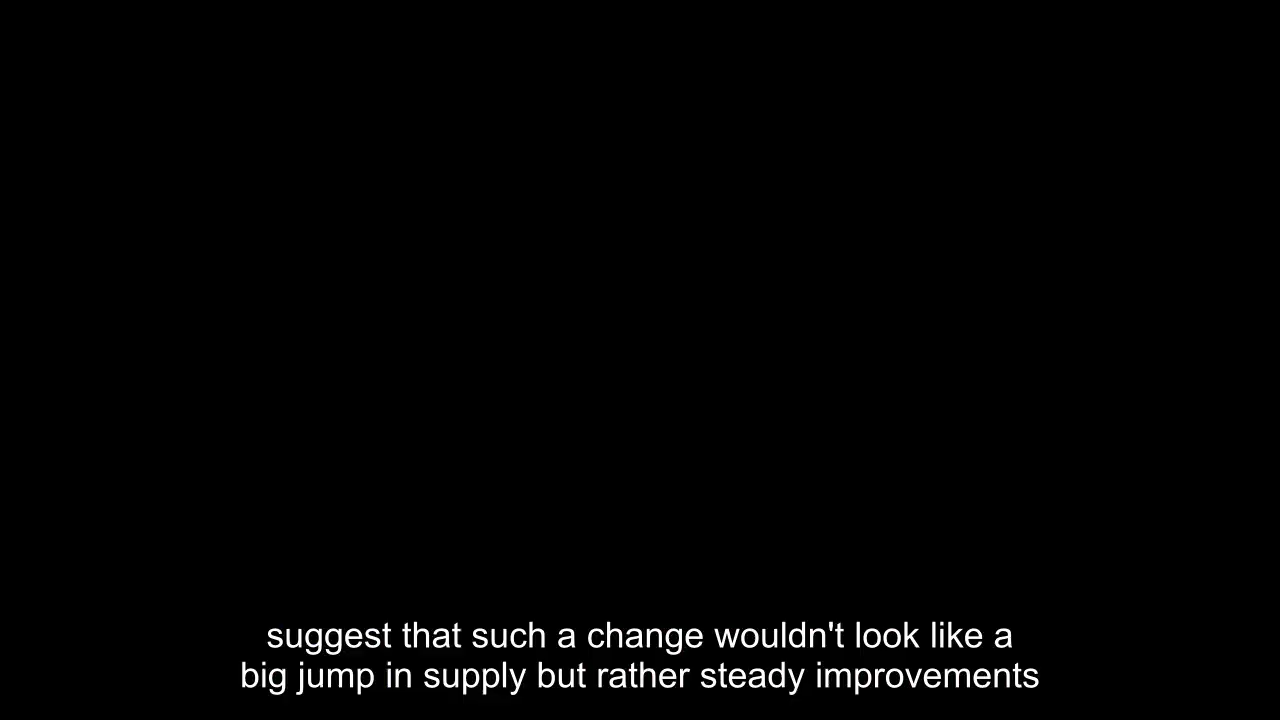 suggest that such a change wouldn't look like a
big jump in supply but rather steady improvements